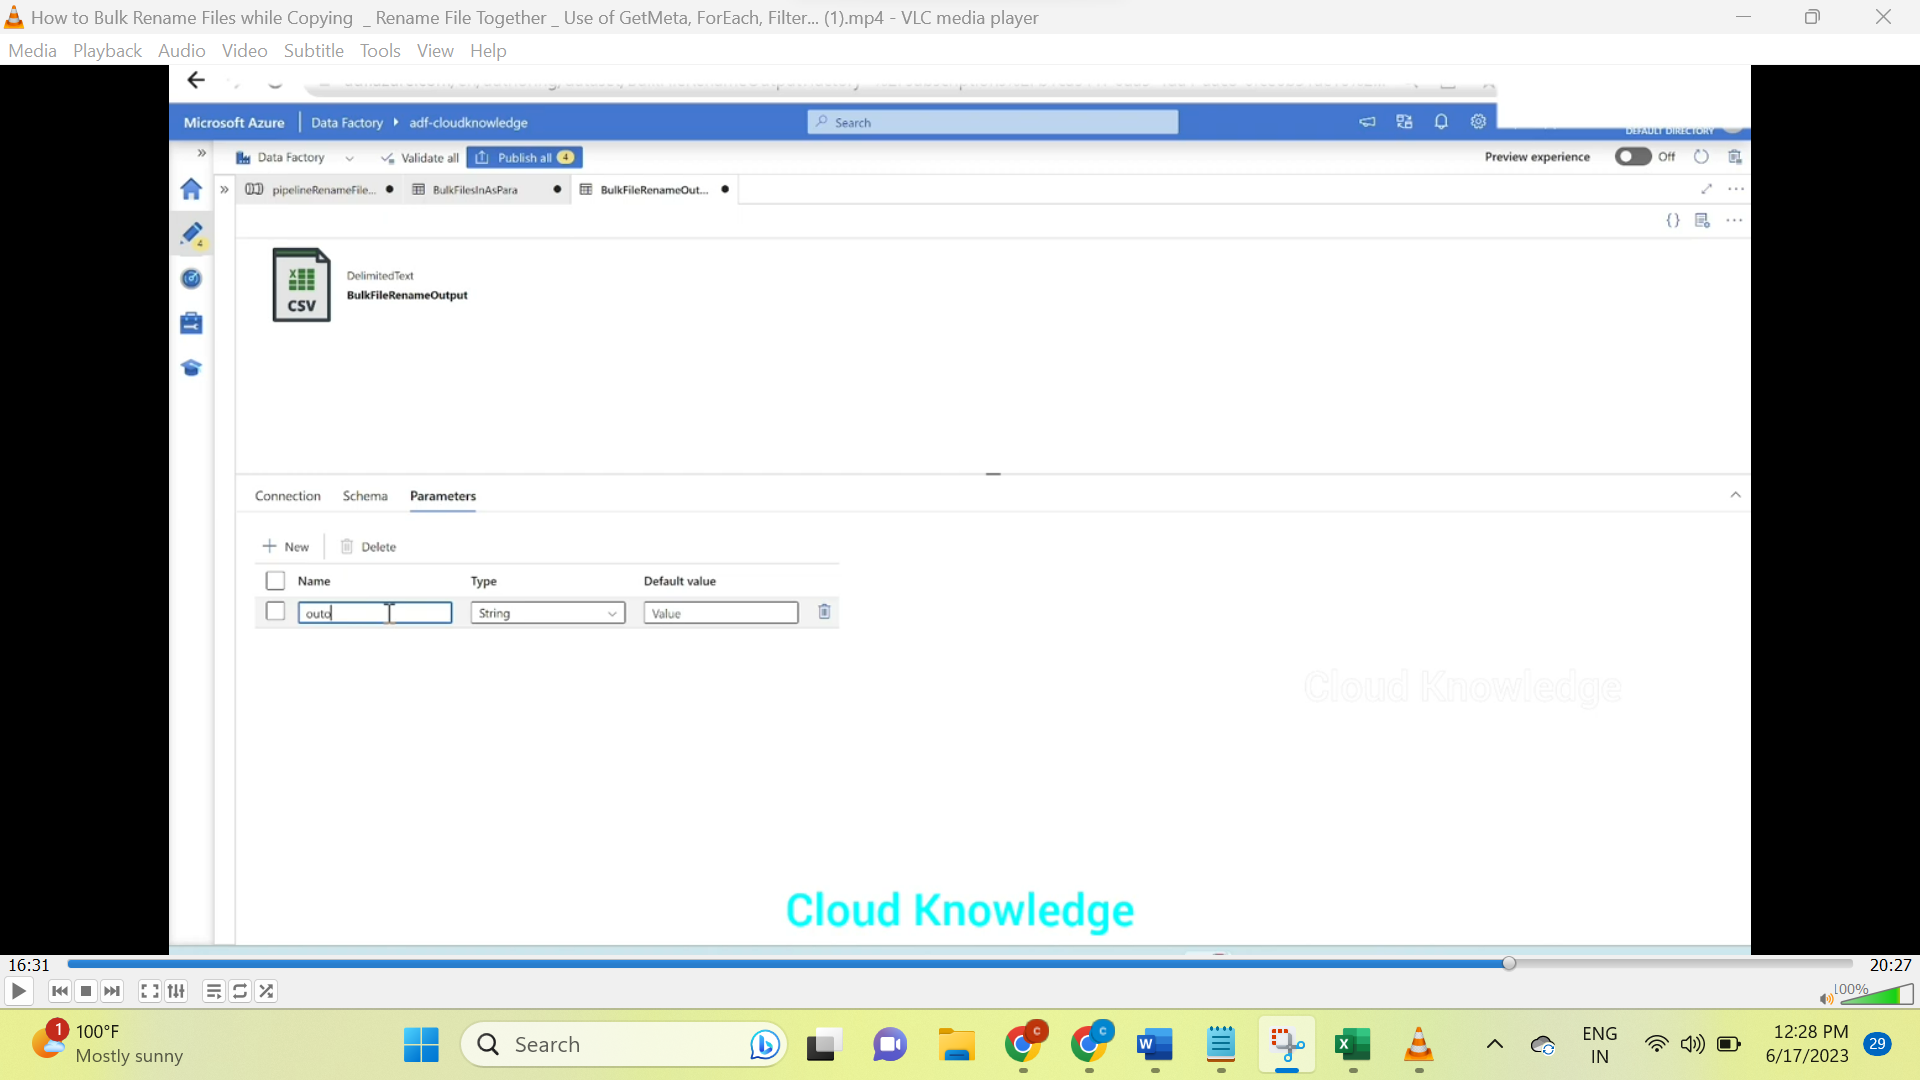 How to Bulk Rename Files while Copying _ Rename File Together _ Use of GetMeta, ForEach, Filter... (1).mp4 - VLC media player
Media Playback Audio Video Subtitle Tools View Help
Microsoft Azure Data Factory adf-cloudknowledge Search
DEFAULT DIRECTORY
Data Factory Validate all Publish all 4 Preview experience Off
pipelineRenameFile... BulkFilesInAsPara BulkFileRenameOut...
4
{}
DelimitedText
BulkFileRenameOutput
CSV
Connection Schema Parameters
New Delete
Name Type Default value
outo String Value
Cloud Knowledge
Cloud Knowledge
16:31 20:27
100%
1 100°F
Mostly sunny
Search
ENG
IN
12:28 PM
6/17/2023
29